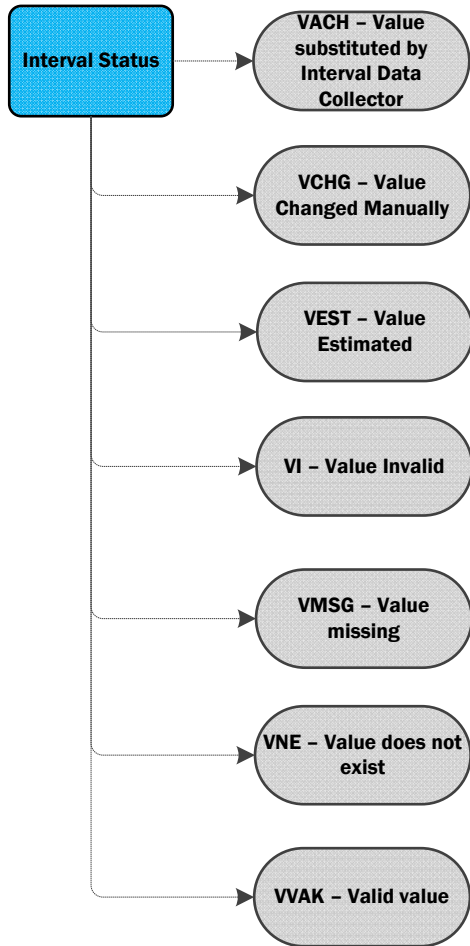 Interval Status
VACH – Value
substituted by
Interval Data
Collector
VCHG – Value
Changed Manually
VEST – Value
Estimated
VI – Value Invalid
VMSG – Value
missing
VNE – Value does not
exist
VVAK – Valid value